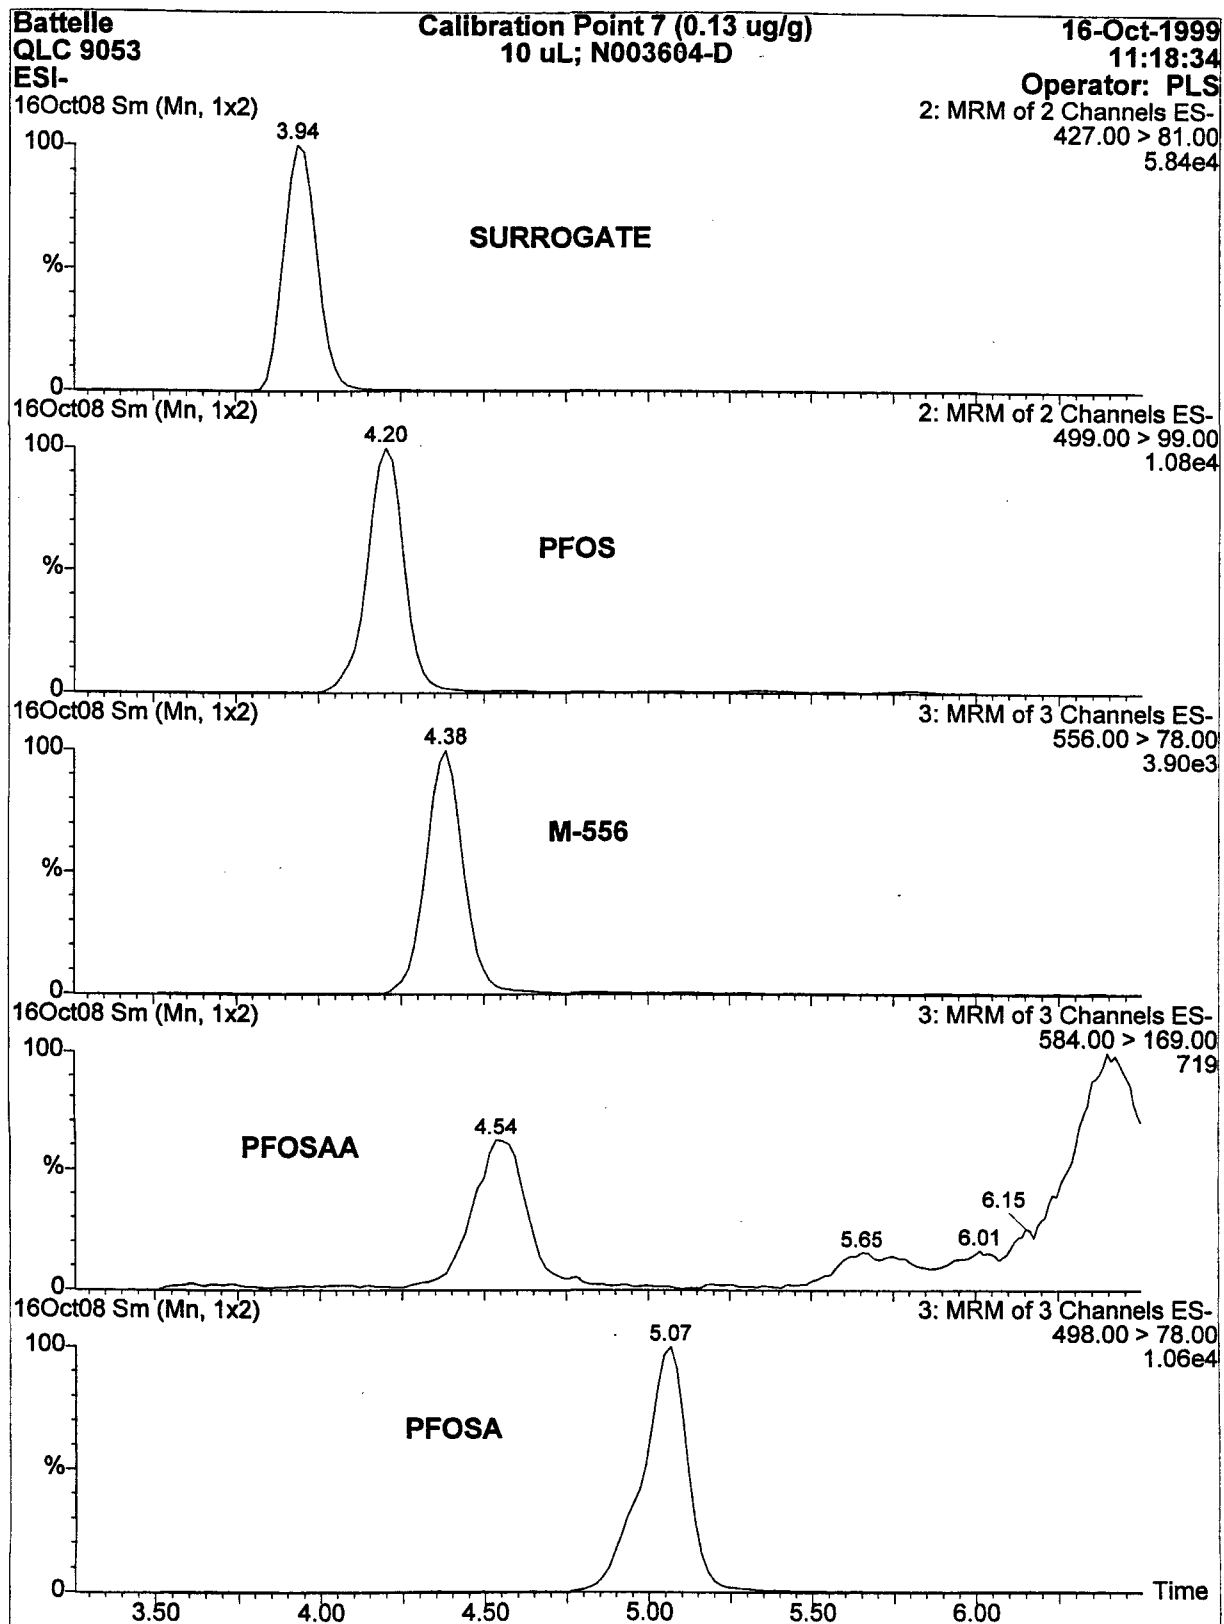 Battelle
QLC 9053
ESI-
Calibration Point 7 (0.13 ug/g)
10 uL; N003604-D
16-Oct-1999
11:18:34
Operator: PLS
16Oct08 Sm (Mn, 1x2)
2: MRM of 2 Channels ES-
427.00 > 81.00
5.84e4
3.94
100
%
0
SURROGATE
16Oct08 Sm (Mn, 1x2)
2: MRM of 2 Channels ES-
499.00 > 99.00
1.08e4
4.20
100
%
0
PFOS
16Oct08 Sm (Mn, 1x2)
3: MRM of 3 Channels ES-
556.00 > 78.00
3.90e3
4.38
100
%
0
M-556
16Oct08 Sm (Mn, 1x2)
3: MRM of 3 Channels ES-
584.00 > 169.00
719
100
%
0
PFOSAA
4.54
5.65
6.01
6.15
16Oct08 Sm (Mn, 1x2)
3: MRM of 3 Channels ES-
498.00 > 78.00
1.06e4
5.07
100
%
0
PFOSA
Time
3.50 4.00 4.50 5.00 5.50 6.00